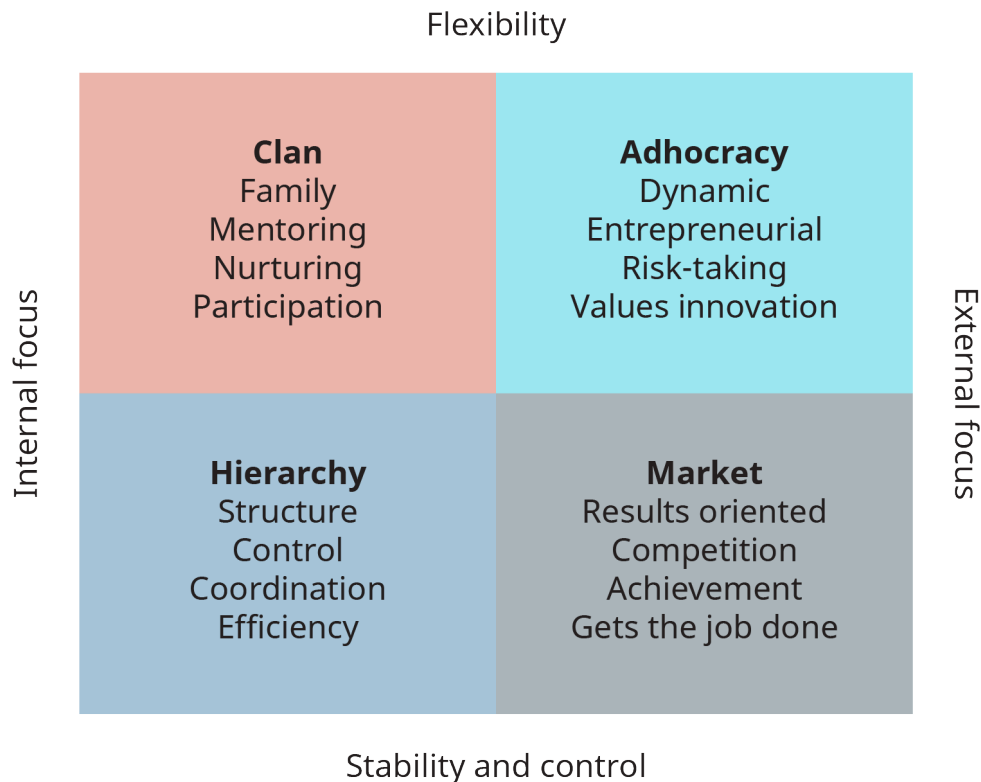 Flexibility
Clan
Family
Mentoring
Nurturing
Participation
Adhocracy
Dynamic
Entrepreneurial
Risk-taking
Values innovation
Internal focus
External focus
Hierarchy
Structure
Control
Coordination
Efficiency
Market
Results oriented
Competition
Achievement
Gets the job done
Stability and control